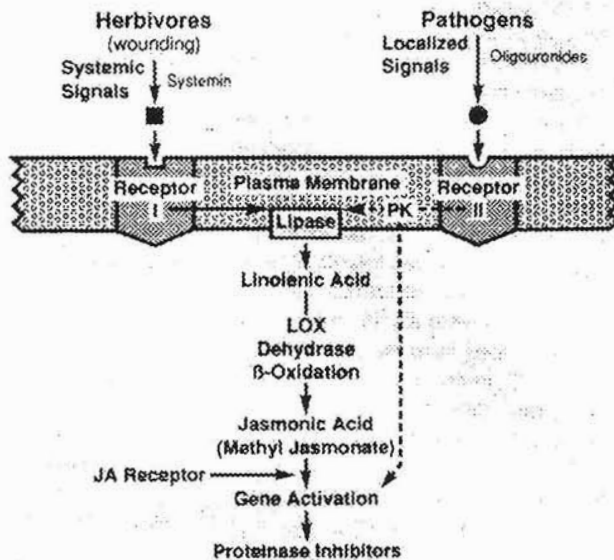 Herbivores
(wounding)
Systemic
Signals
Systemin
Pathogens
Localized
Signals
Oligouronides
Receptor
I
Plasma Membrane
Lipase
PK
Receptor
II
Linolenic Acid
LOX
Dehydrase
ß-Oxidation
Jasmonic Acid
(Methyl Jasmonate)
JA Receptor
Gene Activation
Proteinase Inhibitors